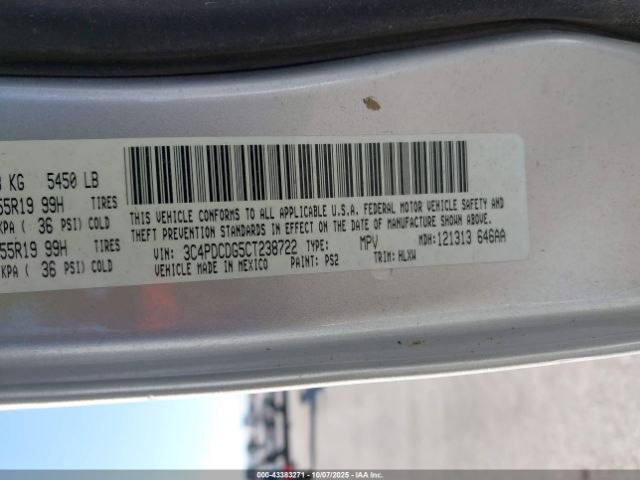 KG 5450 LB
55R19 99H TIRES
KPA ( 36 PSI) COLD
55R19 99H TIRES
KPA ( 36 PSI) COLD
THIS VEHICLE CONFORMS TO ALL APPLICABLE U.S.A. FEDERAL MOTOR VEHICLE SAFETY AND
THEFT PREVENTION STANDARDS IN EFFECT ON THE DATE OF MANUFACTURE SHOWN ABOVE.
VIN: 3C4PDCDG5CT238722 TYPE: MPV MDH: 121313 646AA
VEHICLE MADE IN MEXICO PAINT: PS2 TRIM: HLXW
000-43383271 - 10/07/2025 - IAA Inc.